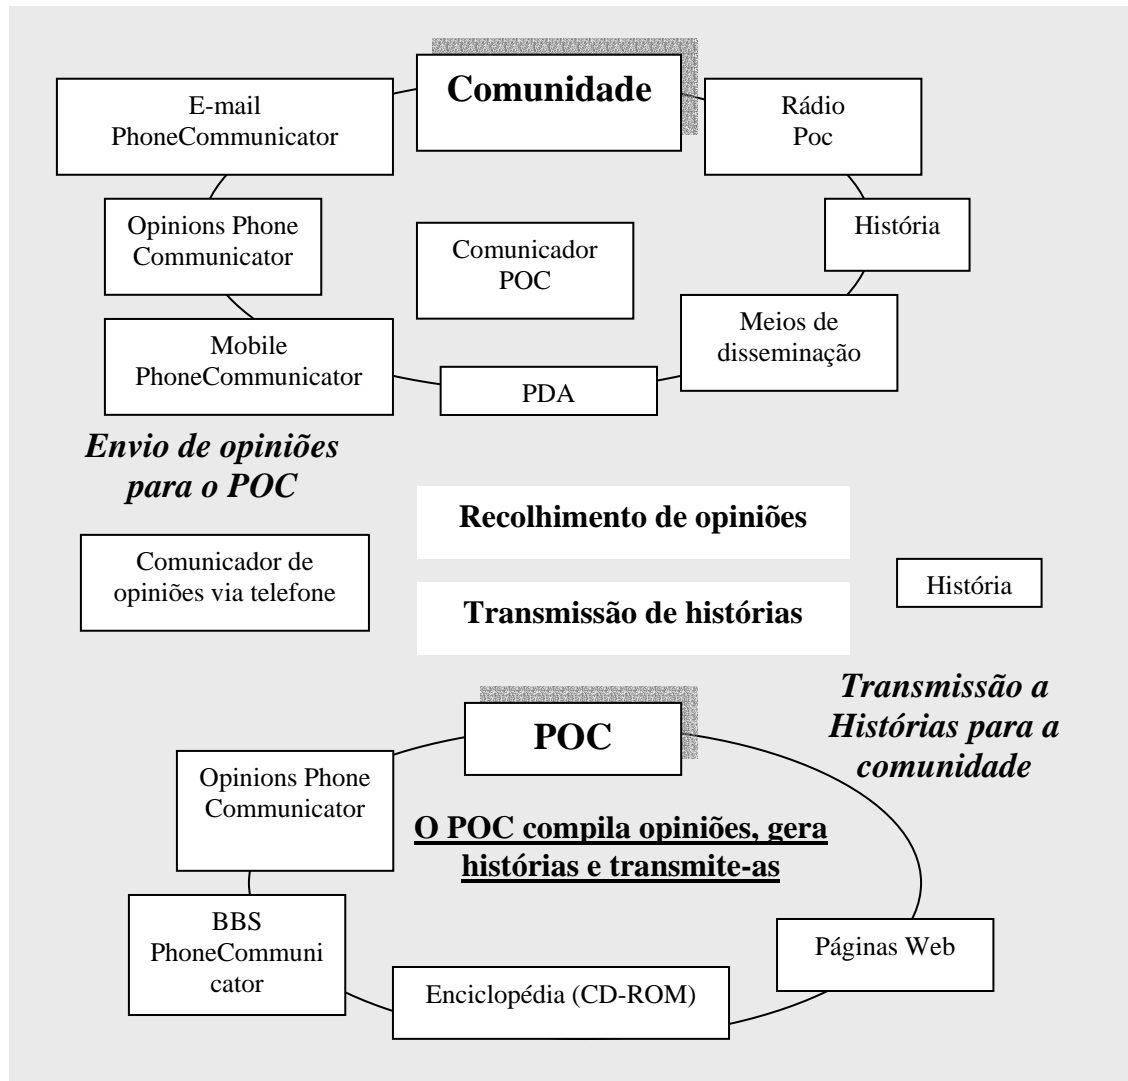 Comunidade
E-mail
PhoneCommunicator
Rádio
Poc
Opinions Phone
Communicator
Comunicador
POC
História
Mobile
PhoneCommunicator
PDA
Meios de
disseminação
Envio de opiniões
para o POC
Recolhimento de opiniões
Comunicador de
opiniões via telefone
História
Transmissão de histórias
Transmissão a
Histórias para a
comunidade
POC
Opinions Phone
Communicator
O POC compila opiniões, gera
histórias e transmite-as
BBS
PhoneCommuni
cator
Páginas Web
Enciclopédia (CD-ROM)